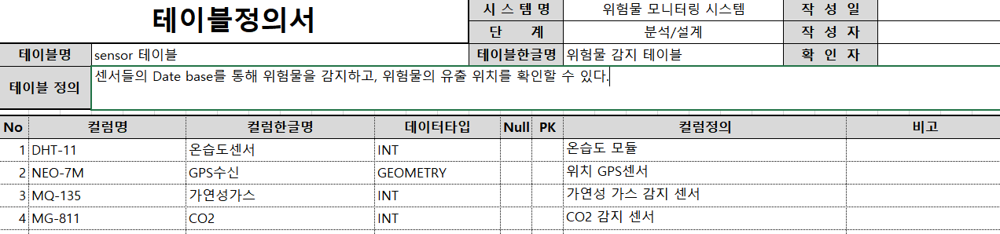 테이블정의서
시스템명 위험물 모니터링 시스템 작 성 일
단 계 분석/설계 작 성 자
테이블명 sensor 테이블 테이블한글명 위험물 감지 테이블 확 인 자
테이블 정의 센서들의 Date base를 통해 위험물을 감지하고, 위험물의 유출 위치를 확인할 수 있다.
No 컬럼명 컬럼한글명 데이터타입 Null PK 컬럼정의 비고
1 DHT-11 온습도센서 INT 온습도 모듈
2 NEO-7M GPS수신 GEOMETRY 위치 GPS센서
3 MQ-135 가연성가스 INT 가연성 가스 감지 센서
4 MG-811 CO2 INT CO2 감지 센서